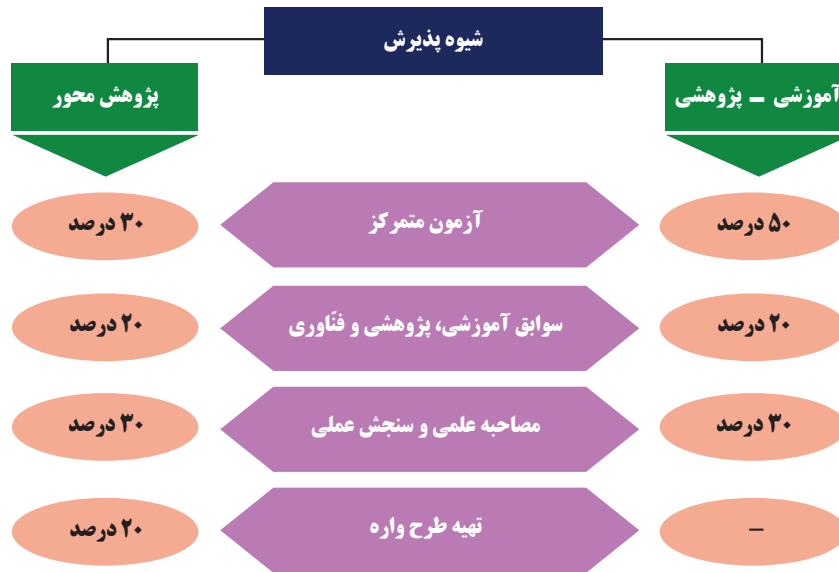 شیوه پذیرش
آموزشی - پژوهشی
پژوهش محور
۵۰ درصد
آزمون متمرکز
۳۰ درصد
۲۰ درصد
سوابق آموزشی، پژوهشی و فنّاوری
۲۰ درصد
۳۰ درصد
مصاحبه علمی و سنجش عملی
۳۰ درصد
-
تهیه طرح واره
۲۰ درصد